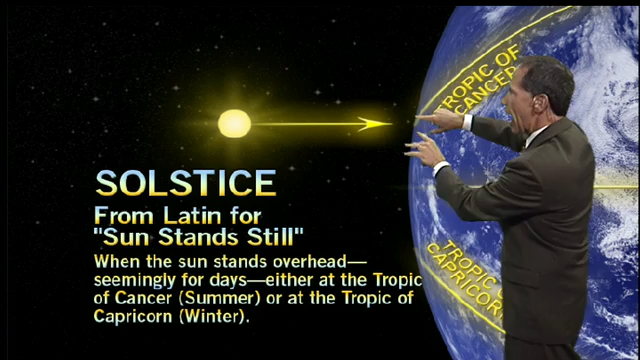 TROPIC OF
CANCER
SOLSTICE
From Latin for
"Sun Stands Still"
When the sun stands overhead—
seemingly for days—either at the Tropic
of Cancer (Summer) or at the Tropic of
Capricorn (Winter).
TROPIC O
CAPRICORN